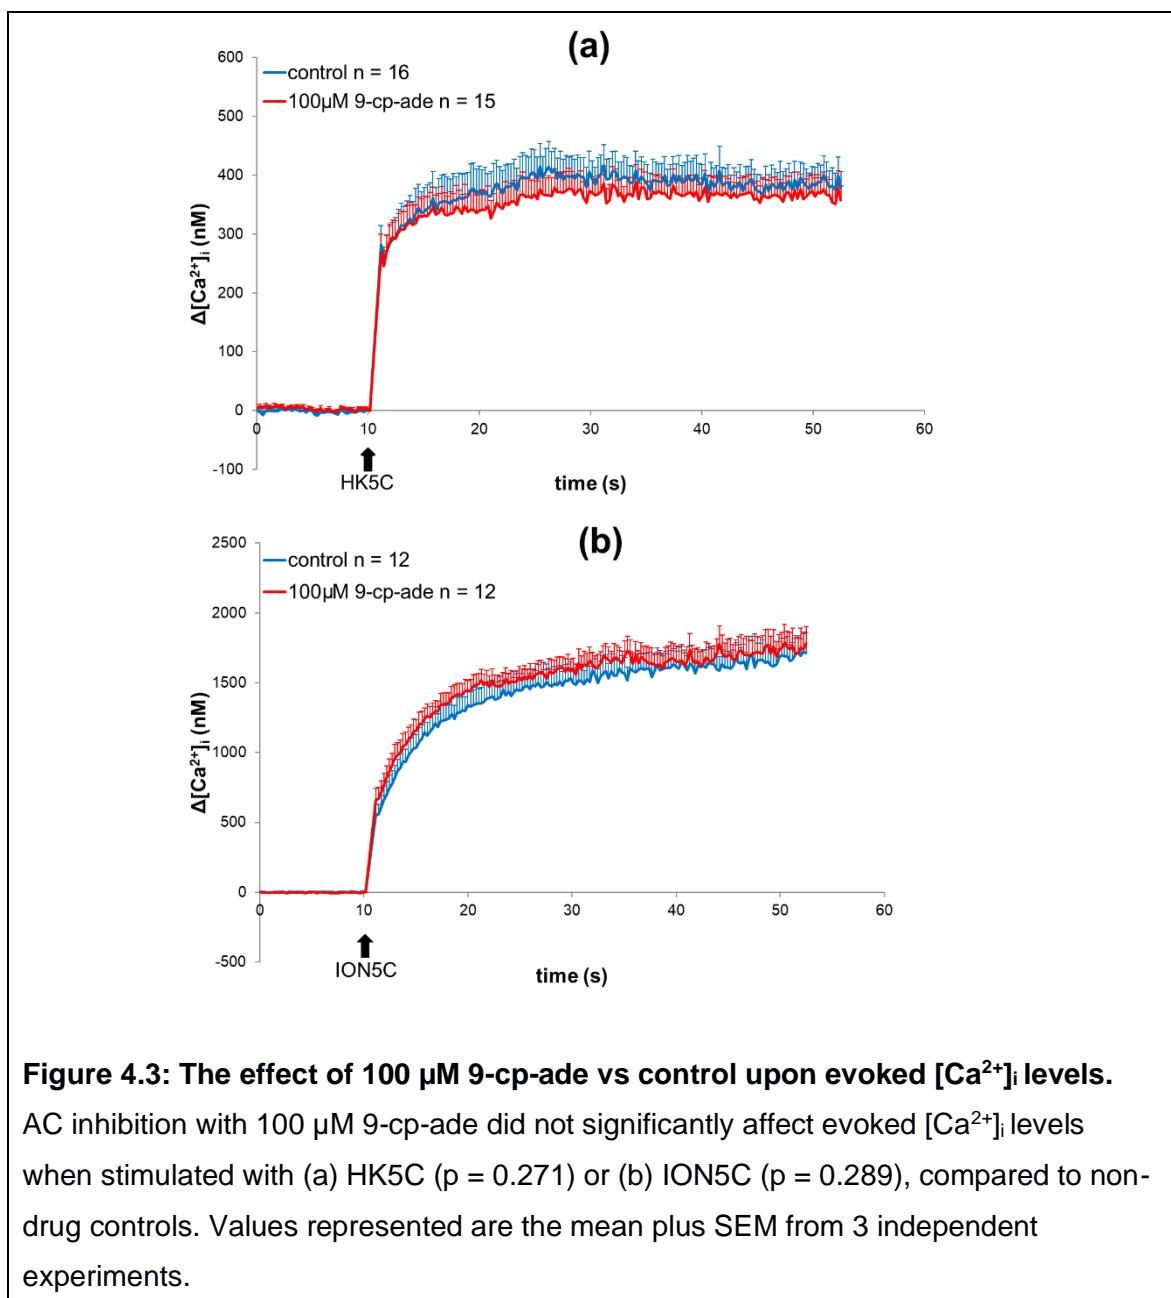 (a)
600
control n = 16
100µM 9-cp-ade n = 15
500
400
300
200
100
0
-100
Δ[Ca²⁺]ᵢ (nM)
0 10 20 30 40 50 60
HK5C
time (s)
(b)
2500
control n = 12
100µM 9-cp-ade n = 12
2000
1500
1000
500
0
-500
Δ[Ca²⁺]ᵢ (nM)
0 10 20 30 40 50 60
ION5C
time (s)
Figure 4.3: The effect of 100 µM 9-cp-ade vs control upon evoked [Ca²⁺]ᵢ levels.
AC inhibition with 100 µM 9-cp-ade did not significantly affect evoked [Ca²⁺]ᵢ levels
when stimulated with (a) HK5C (p = 0.271) or (b) ION5C (p = 0.289), compared to non-
drug controls. Values represented are the mean plus SEM from 3 independent
experiments.